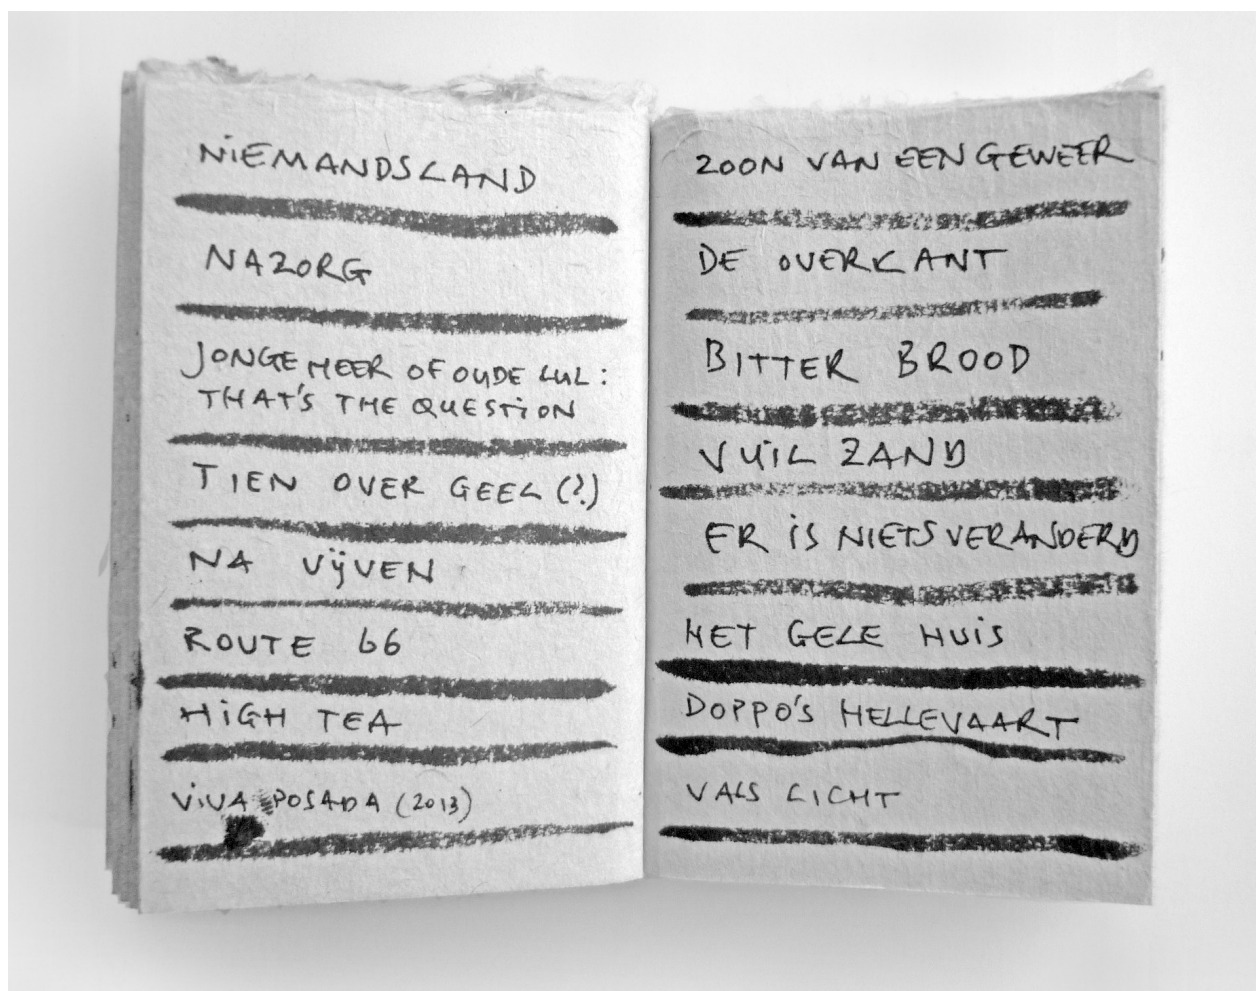 NIEMANDSLAND
NAZORG
JONGE HEER OF OUDE LUL:
THAT'S THE QUESTION
TIEN OVER GEEL (?)
NA VIJVEN
ROUTE 66
HIGH TEA
VIVA POSADA (2013)
ZOON VAN EEN GEWEER
DE OVERKANT
BITTER BROOD
VUIL ZAND
ER IS NIETS VERANDERD
HET GELE HUIS
DOPPO'S HELLEVAART
VALS LICHT